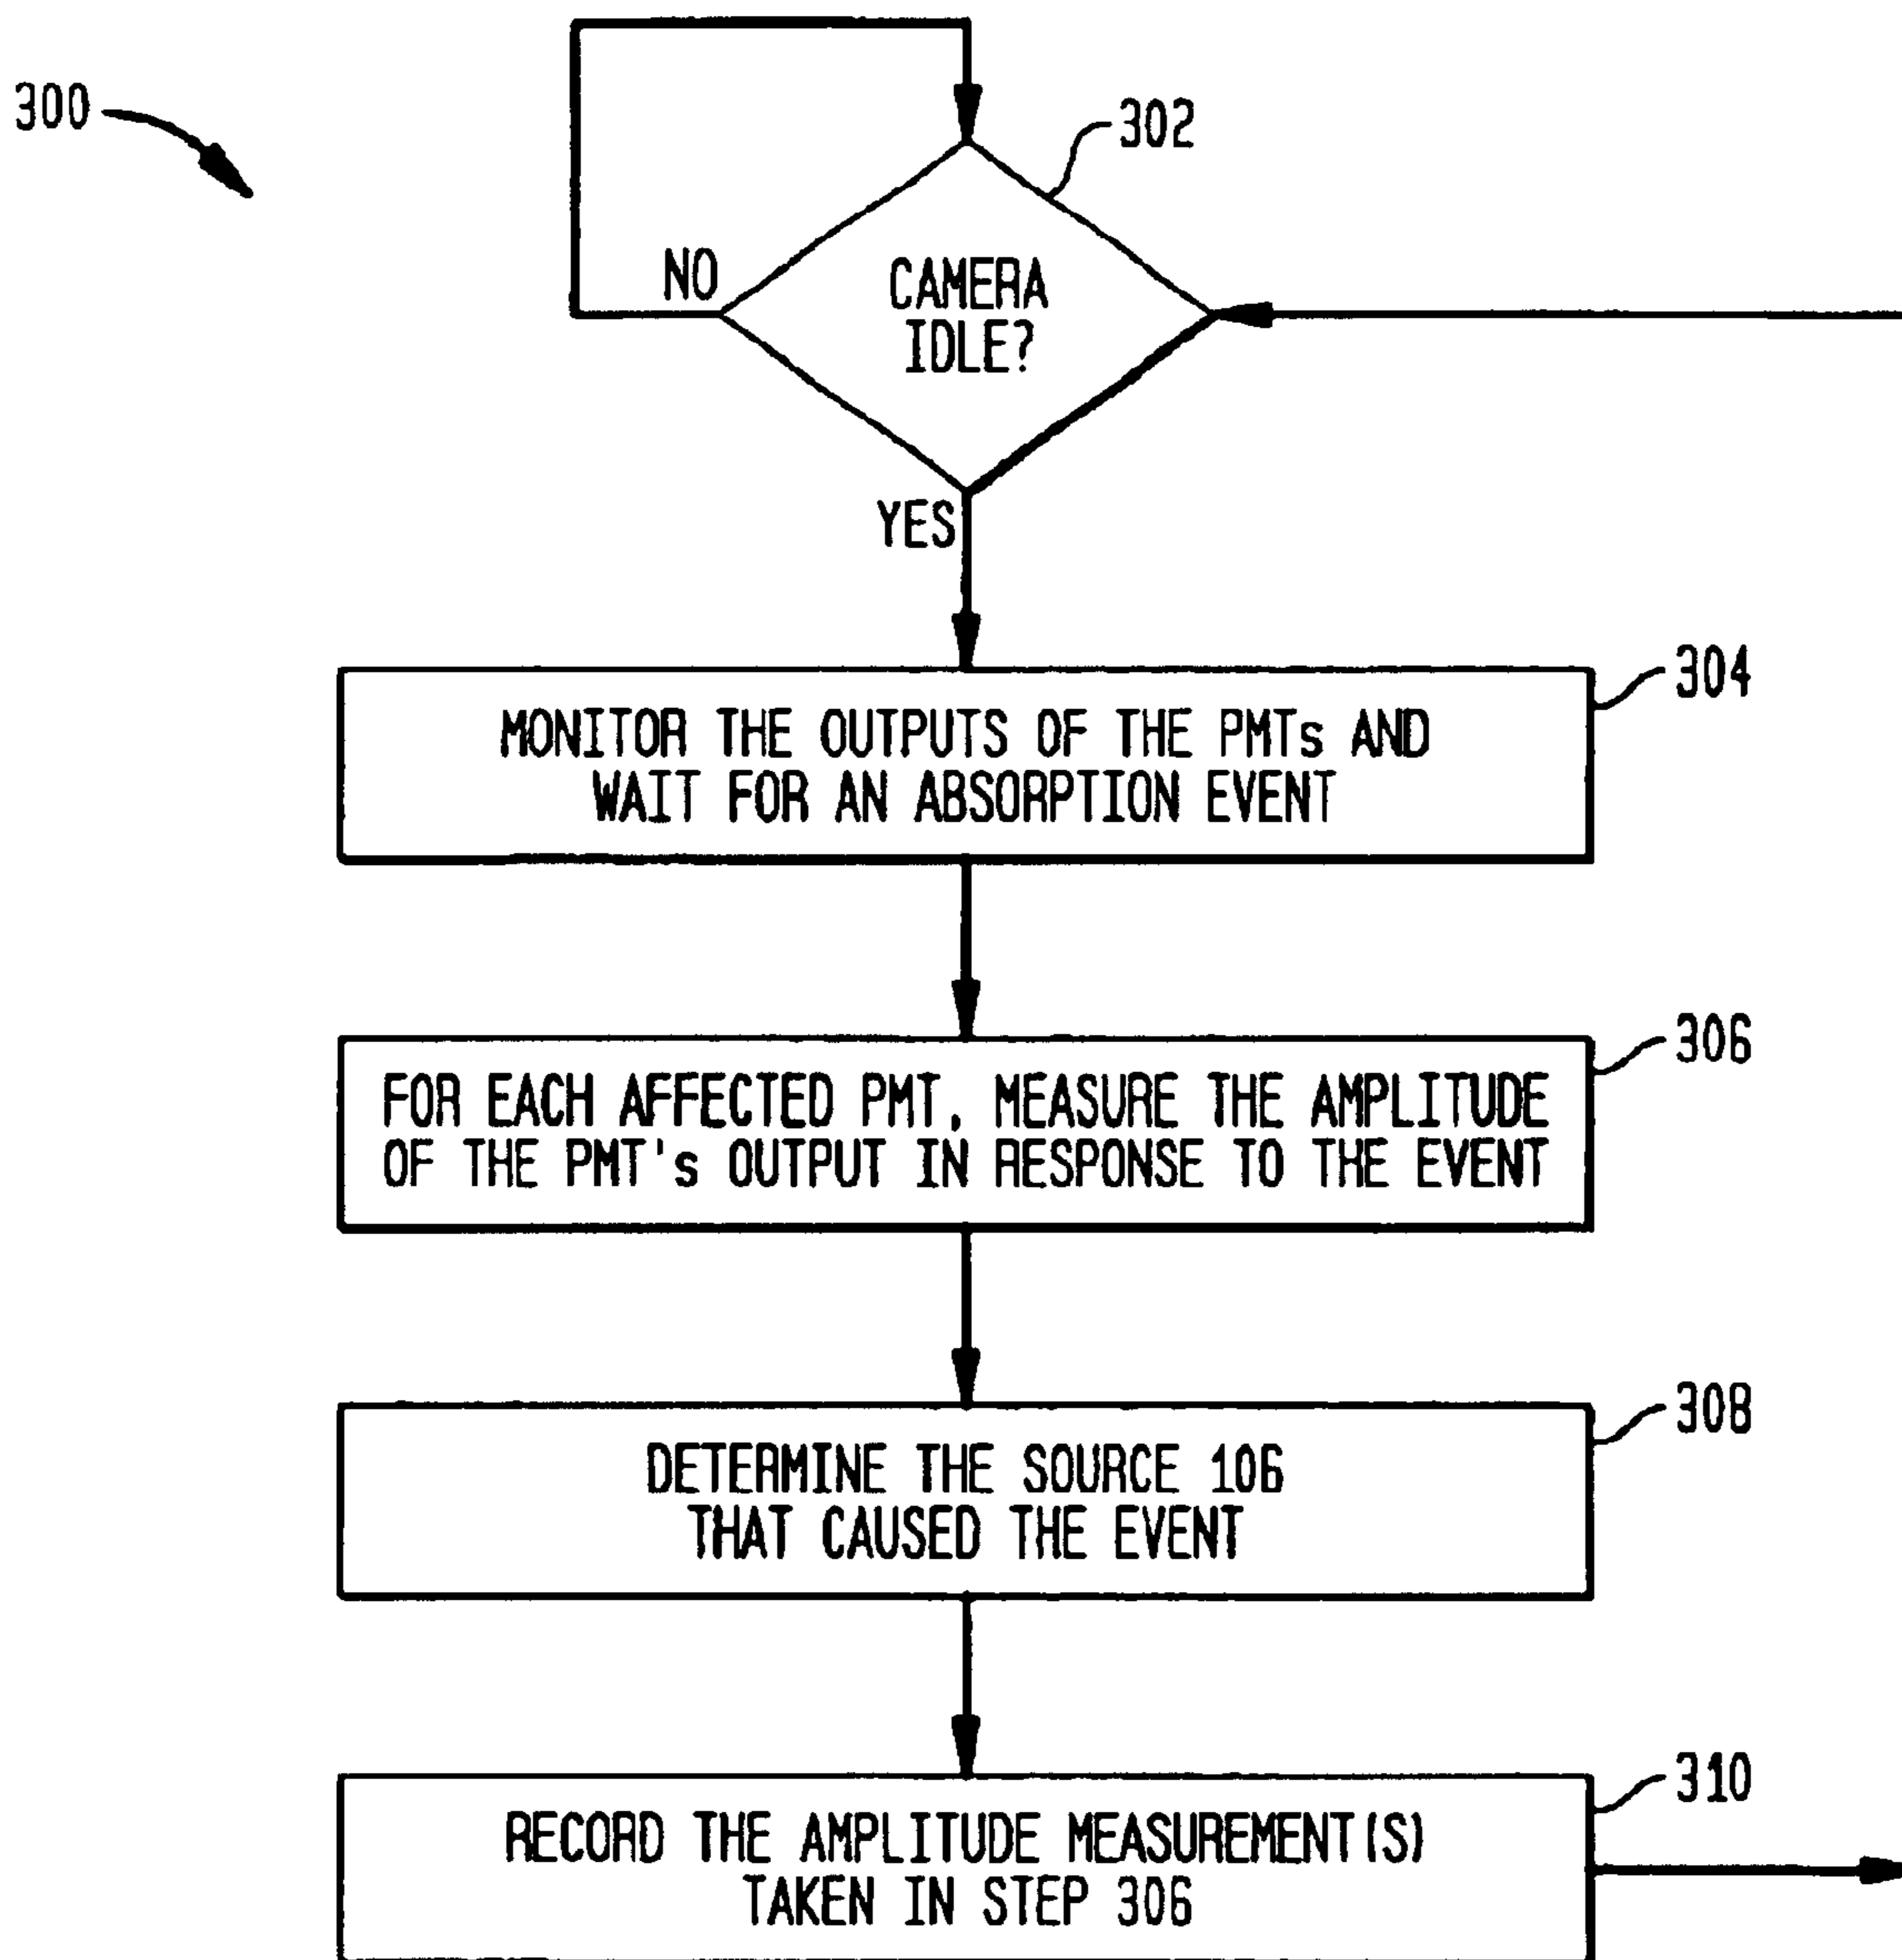 300
302
NO
CAMERA
IDLE?
YES
304
MONITOR THE OUTPUTS OF THE PMTs AND
WAIT FOR AN ABSORPTION EVENT
306
FOR EACH AFFECTED PMT, MEASURE THE AMPLITUDE
OF THE PMT's OUTPUT IN RESPONSE TO THE EVENT
308
DETERMINE THE SOURCE 106
THAT CAUSED THE EVENT
310
RECORD THE AMPLITUDE MEASUREMENT(S)
TAKEN IN STEP 306